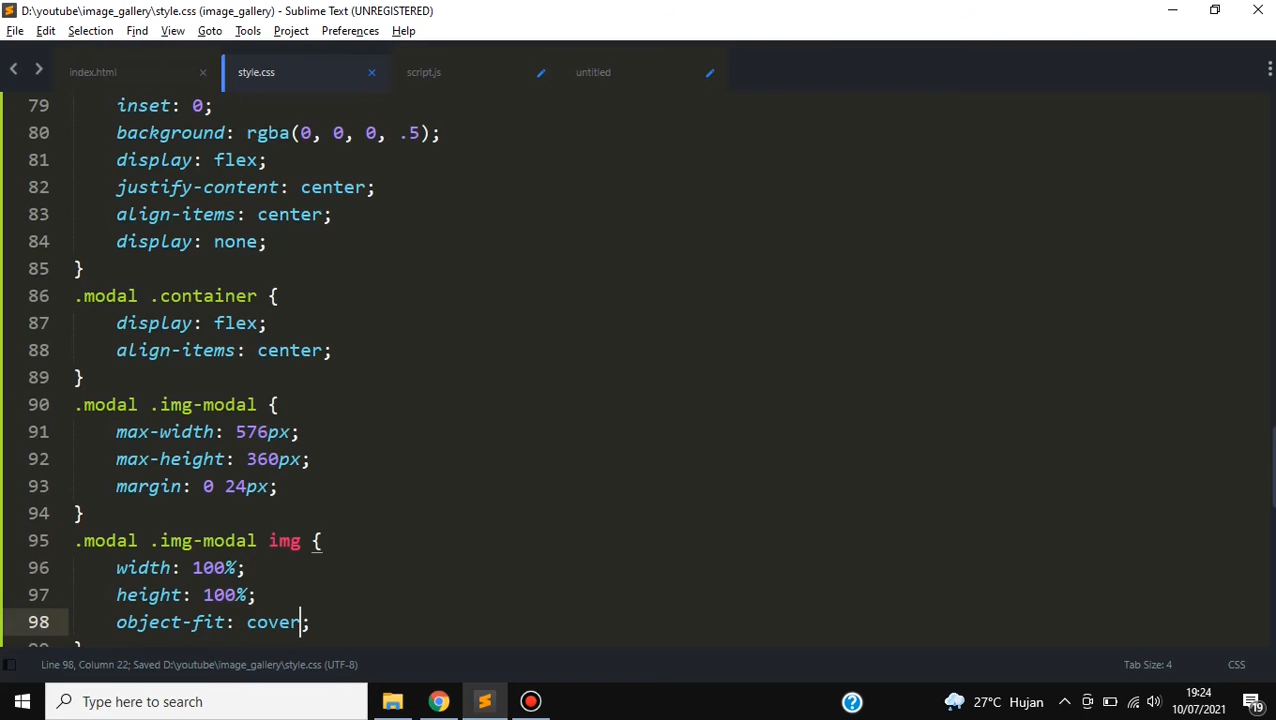 D:\youtube\image_gallery\style.css (image_gallery) - Sublime Text (UNREGISTERED)
File Edit Selection Find View Goto Tools Project Preferences Help
index.html style.css script.js untitled
79 inset: 0;
80 background: rgba(0, 0, 0, .5);
81 display: flex;
82 justify-content: center;
83 align-items: center;
84 display: none;
85 }
86 .modal .container {
87 display: flex;
88 align-items: center;
89 }
90 .modal .img-modal {
91 max-width: 576px;
92 max-height: 360px;
93 margin: 0 24px;
94 }
95 .modal .img-modal img {
96 width: 100%;
97 height: 100%;
98 object-fit: cover;
Line 98, Column 22; Saved D:\youtube\image_gallery\style.css (UTF-8) Tab Size: 4 CSS
Type here to search 27°C Hujan 19:24
10/07/2021 19